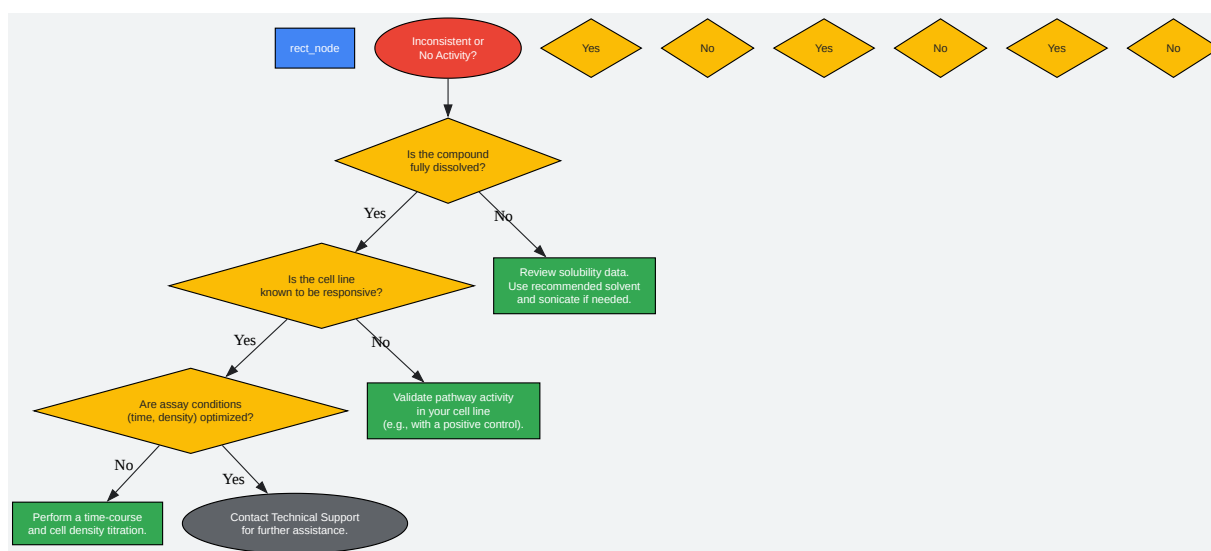 rect_node
Inconsistent or
No Activity?
Yes
No
Yes
No
Yes
No
Is the compound
fully dissolved?
Yes
No
Is the cell line
known to be responsive?
Review solubility data.
Use recommended solvent
and sonicate if needed.
Yes
No
Are assay conditions
(time, density) optimized?
Validate pathway activity
in your cell line
(e.g., with a positive control).
No
Yes
Perform a time-course
and cell density titration.
Contact Technical Support
for further assistance.